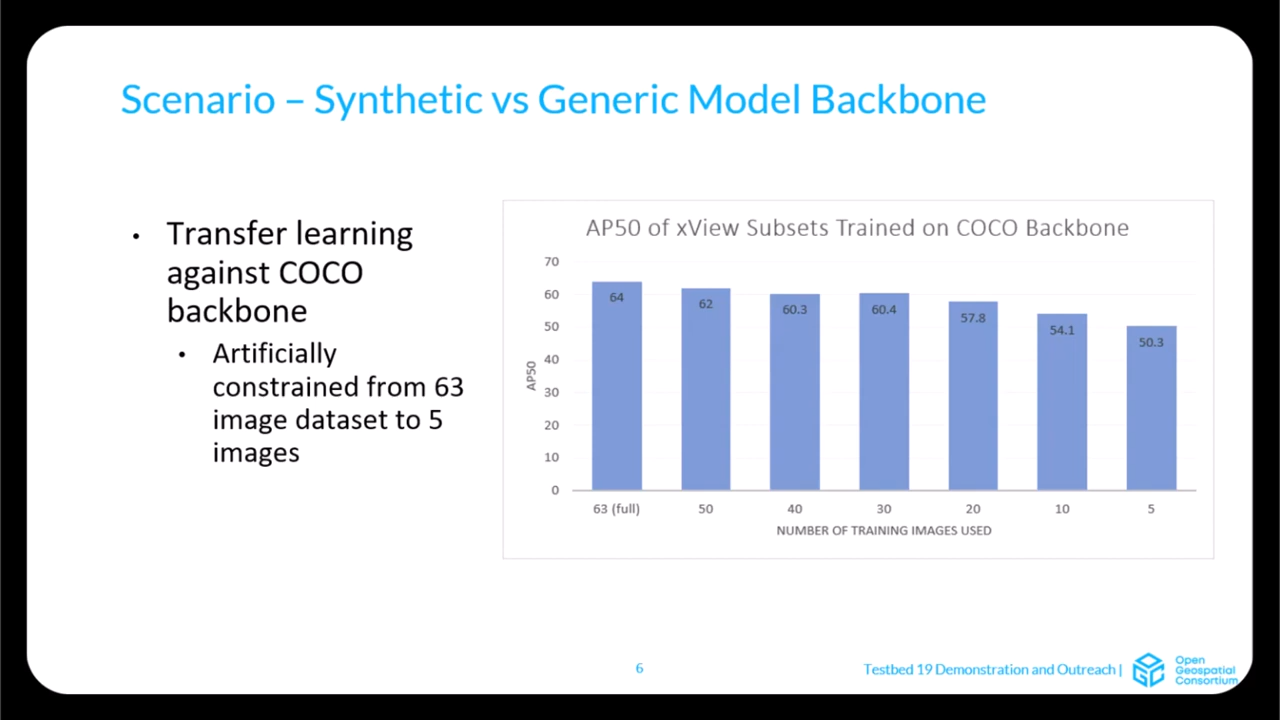 Scenario – Synthetic vs Generic Model Backbone
• Transfer learning
against COCO
backbone
• Artificially
constrained from 63
image dataset to 5
images
AP50 of xView Subsets Trained on COCO Backbone
70
60
50
40
30
20
10
0
AP50
64
62
60.3
60.4
57.8
54.1
50.3
63 (full)
50
40
30
20
10
5
NUMBER OF TRAINING IMAGES USED
6
Testbed 19 Demonstration and Outreach |
OGC
Open
Geospatial
Consortium